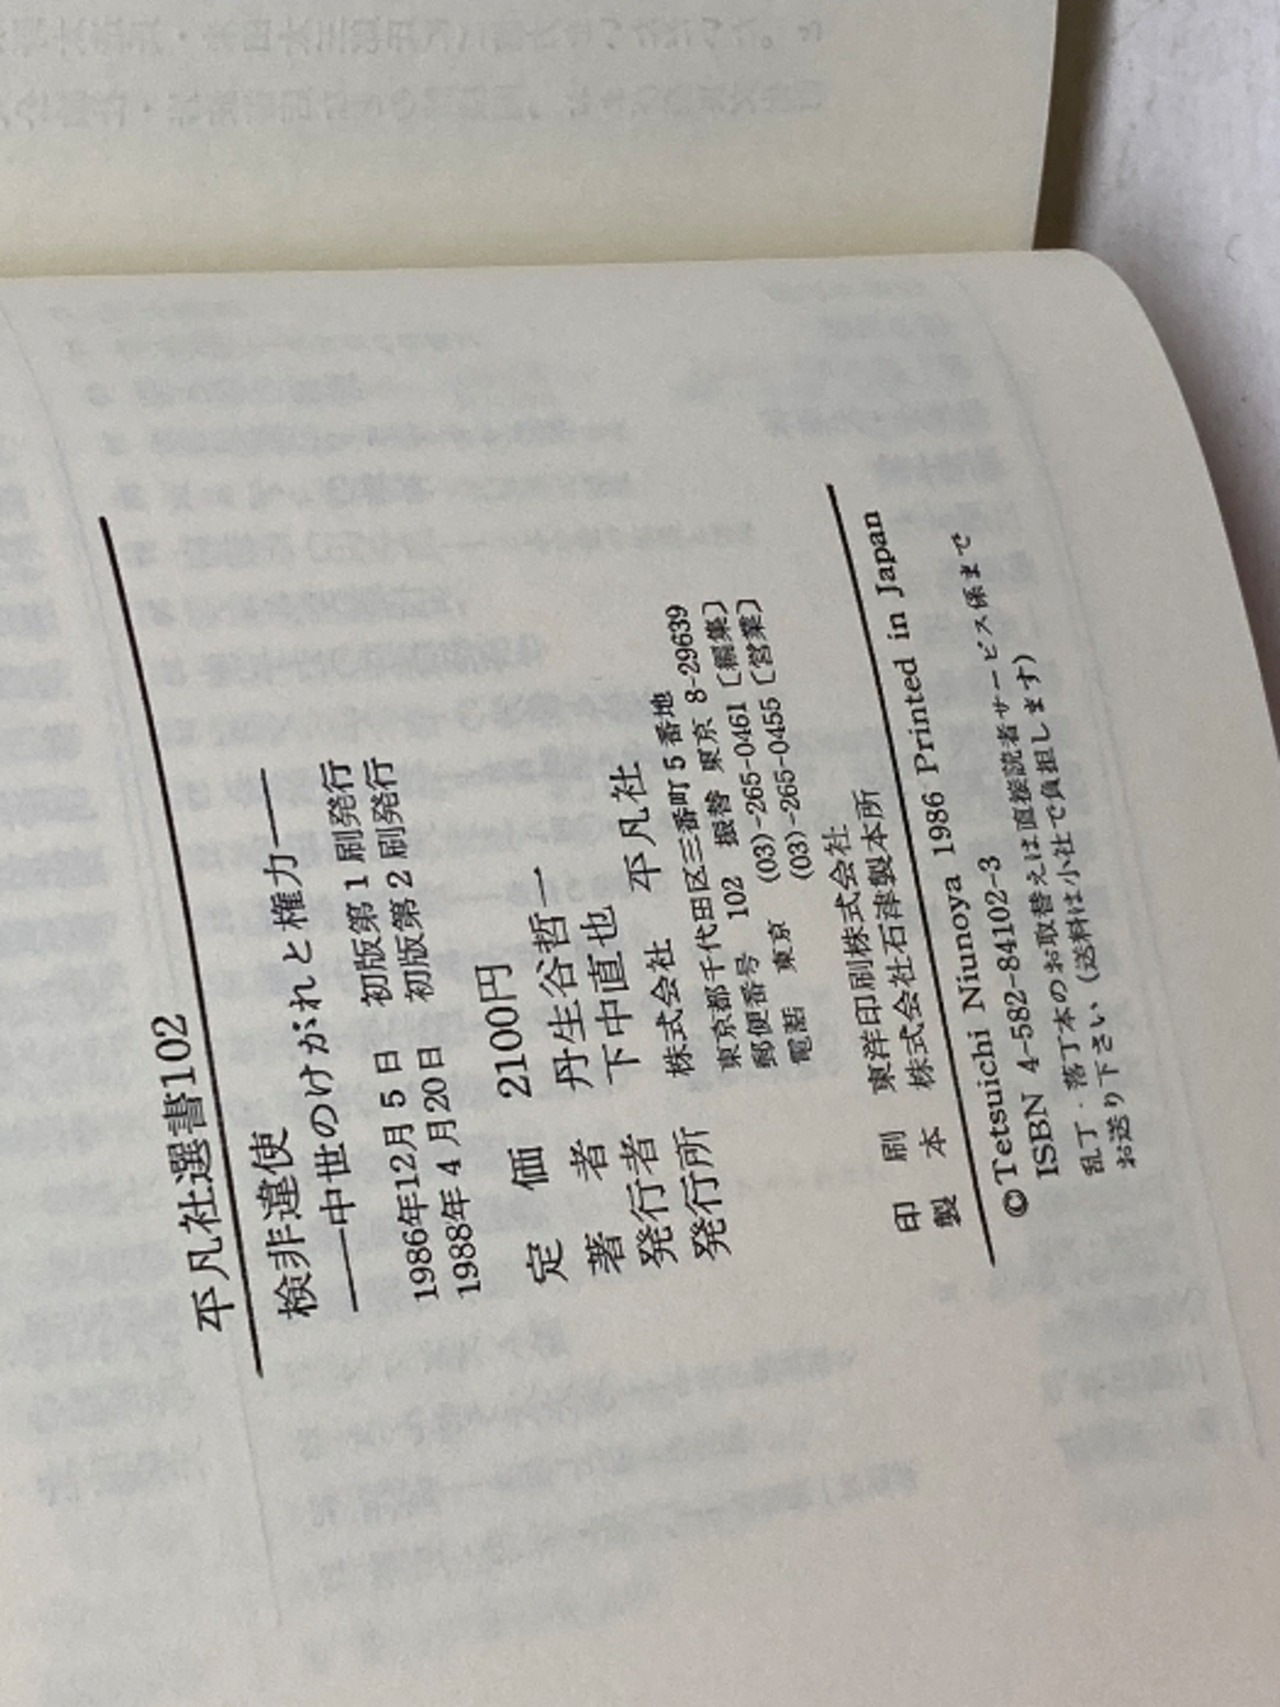 平凡社選書102
検非違使
——中世のけがれと権力——
1986年12月5日 初版第1刷発行
1988年4月20日 初版第2刷発行
定 価 2100円
著 者 丹生谷哲一
発行者 下中直也
発行所 株式会社 平凡社
東京都千代田区三番町5番地
郵便番号 102 振替 東京 8-29639
電話 東京 (03)-265-0461〔編集〕
(03)-265-0455〔営業〕
印 刷 東洋印刷株式会社
製 本 株式会社石津製本所
©Tetsuichi Niunoya 1986 Printed in Japan
ISBN 4-582-84102-3
乱丁・落丁本のお取替えは直接読者サービス係まで
お送り下さい（送料は小社で負担します）